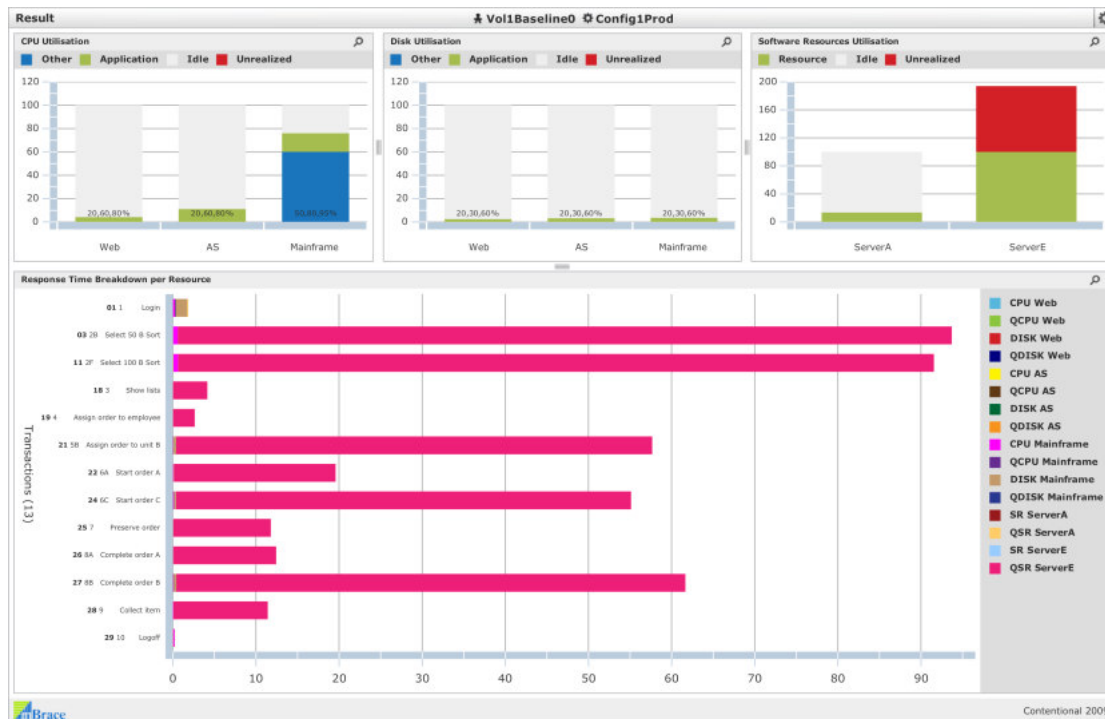 Result Vol1Baseline0 Config1Prod
CPU Utilisation
Other Application Idle Unrealized
120
100
80
60
40
20
0
20,60,80% 20,60,80% 50,80,95%
Web AS Mainframe
Disk Utilisation
Other Application Idle Unrealized
120
100
80
60
40
20
0
20,30,60% 20,30,60% 20,30,60%
Web AS Mainframe
Software Resources Utilisation
Resource Idle Unrealized
200
160
120
80
40
0
ServerA ServerE
Response Time Breakdown per Resource
Transactions (13)
01 1 Login
03 2B Select 50 B Sort
11 2F Select 100 B Sort
18 3 Show lists
19 4 Assign order to employee
21 5B Assign order to unit B
22 6A Start order A
24 6C Start order C
25 7 Preserve order
26 8A Complete order A
27 8B Complete order B
28 9 Collect item
29 10 Logoff
0 10 20 30 40 50 60 70 80 90
CPU Web
QCPU Web
DISK Web
QDISK Web
CPU AS
QCPU AS
DISK AS
QDISK AS
CPU Mainframe
QCPU Mainframe
DISK Mainframe
QDISK Mainframe
SR ServerA
QSR ServerA
SR ServerE
QSR ServerE
mBrace
Contentional 2009